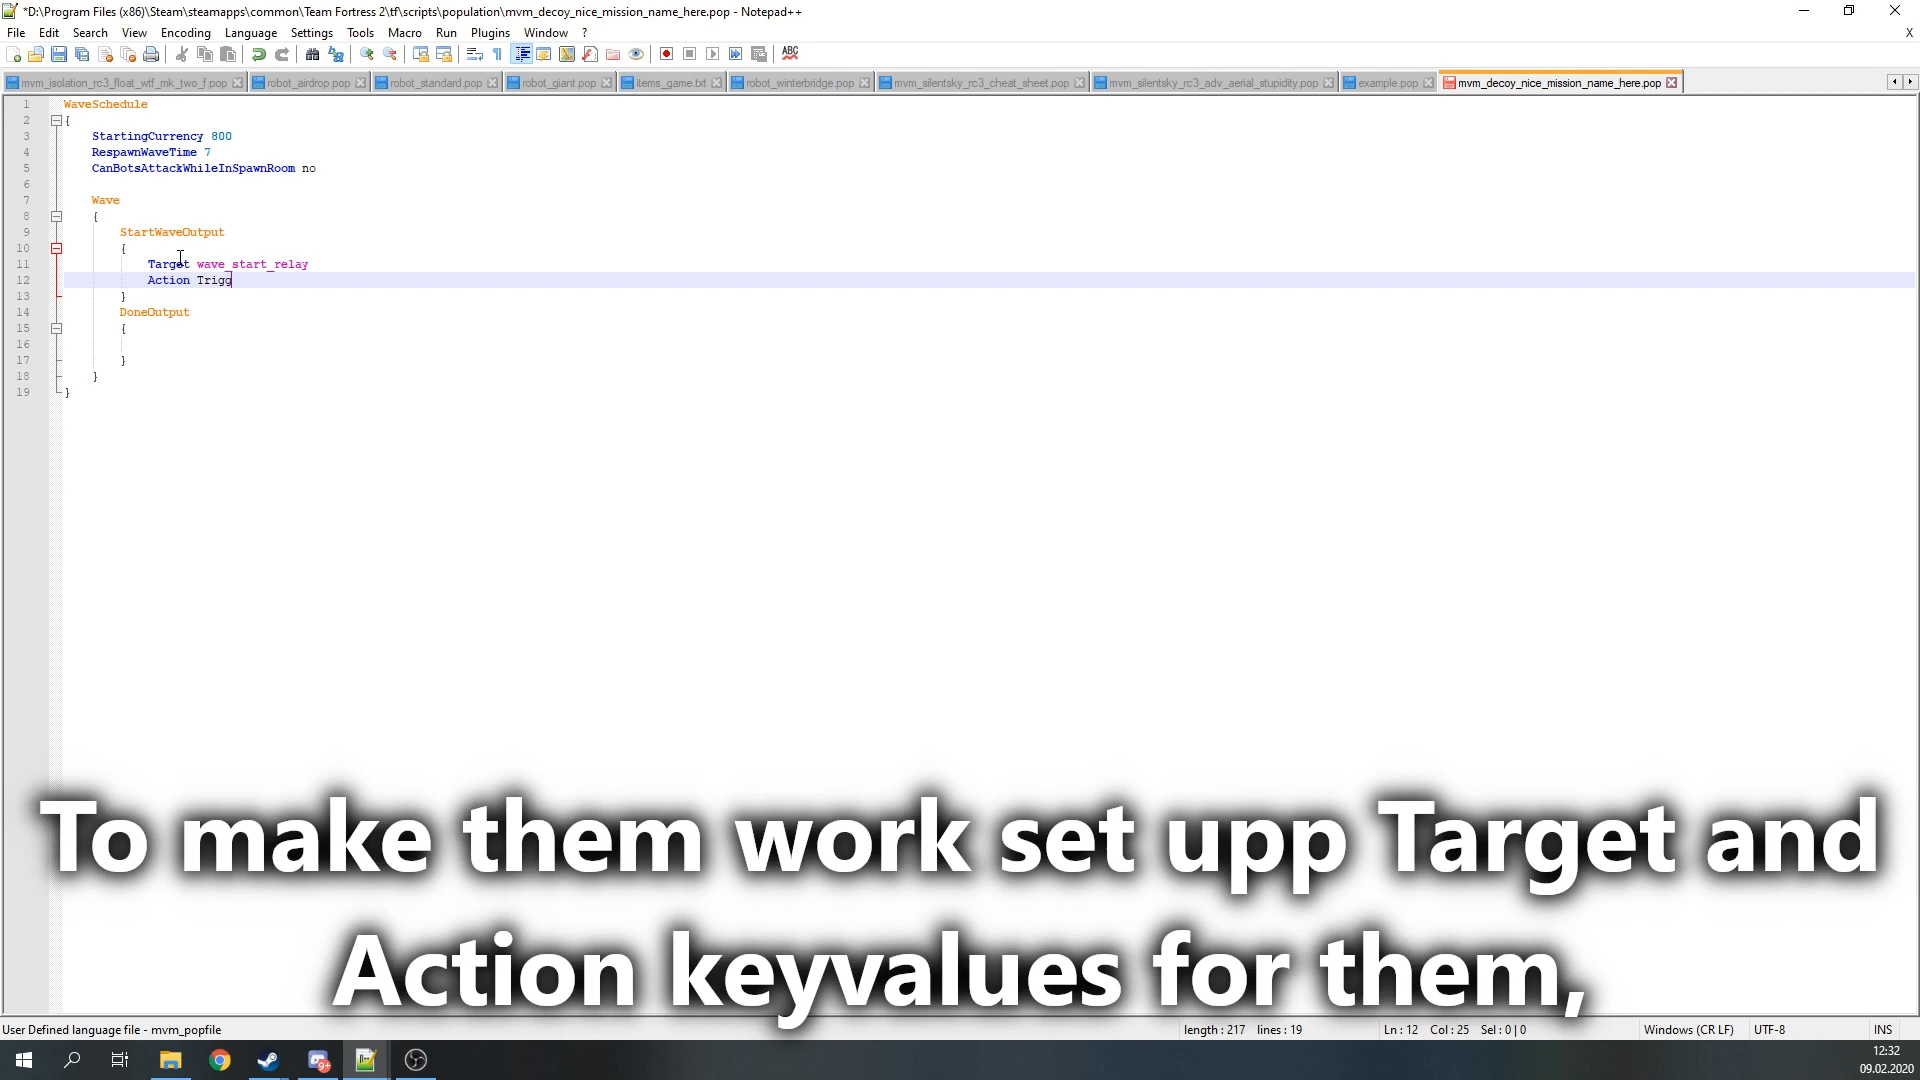 *D:\Program Files (x86)\Steam\steamapps\common\Team Fortress 2\tf\scripts\population\mvm_decoy_nice_mission_name_here.pop - Notepad++
File Edit Search View Encoding Language Settings Tools Macro Run Plugins Window ? X
mvm_isolation_rc3_float_wtf_mk_two_f.pop robot_airdrop.pop robot_standard.pop robot_giant.pop items_game.txt robot_winterbridge.pop mvm_silentsky_rc3_cheat_sheet.pop mvm_silentsky_rc3_adv_aerial_stupidity.pop example.pop mvm_decoy_nice_mission_name_here.pop
1 WaveSchedule
2 {
3 StartingCurrency 800
4 RespawnWaveTime 7
5 CanBotsAttackWhileInSpawnRoom no
6
7 Wave
8 {
9 StartWaveOutput
10 {
11 Target wave_start_relay
12 Action Trigg
13 }
14 DoneOutput
15 {
16
17 }
18 }
19 }
To make them work set upp Target and
Action keyvalues for them,
User Defined language file - mvm_popfile length : 217 lines : 19 Ln : 12 Col : 25 Sel : 0 | 0 Windows (CR LF) UTF-8 INS
9+
12:32
09.02.2020